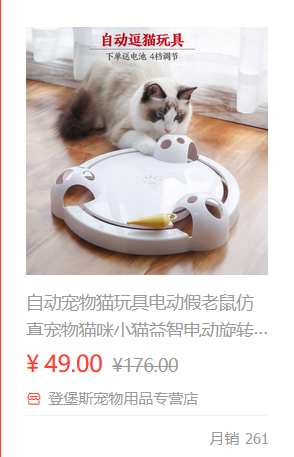 自动逗猫玩具
下单送电池 4档调节
自动宠物猫玩具电动假老鼠仿
真宠物猫咪小猫益智电动旋转...
¥ 49.00 ¥176.00
登堡斯宠物用品专营店
月销 261